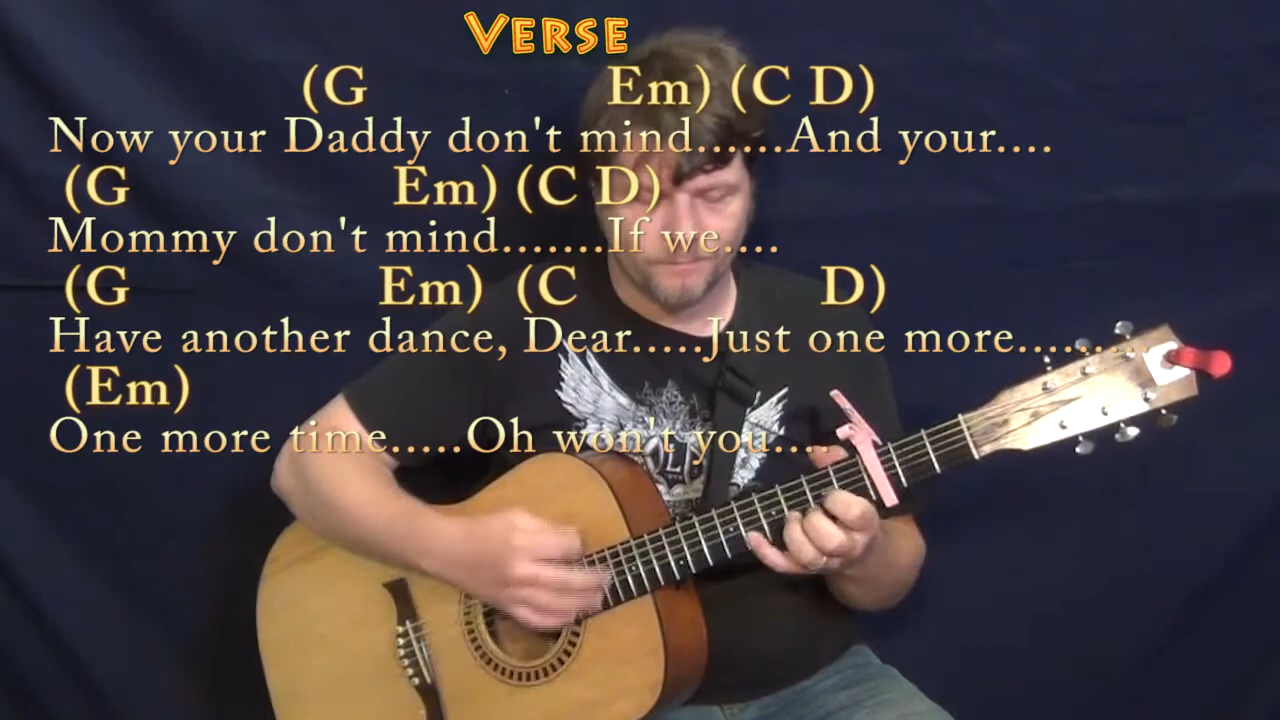 VERSE
(G Em) (C D)
Now your Daddy don't mind......And your....
(G Em) (C D)
Mommy don't mind.......If we....
(G Em) (C D)
Have another dance, Dear.....Just one more.........
(Em)
One more time.....Oh won't you....